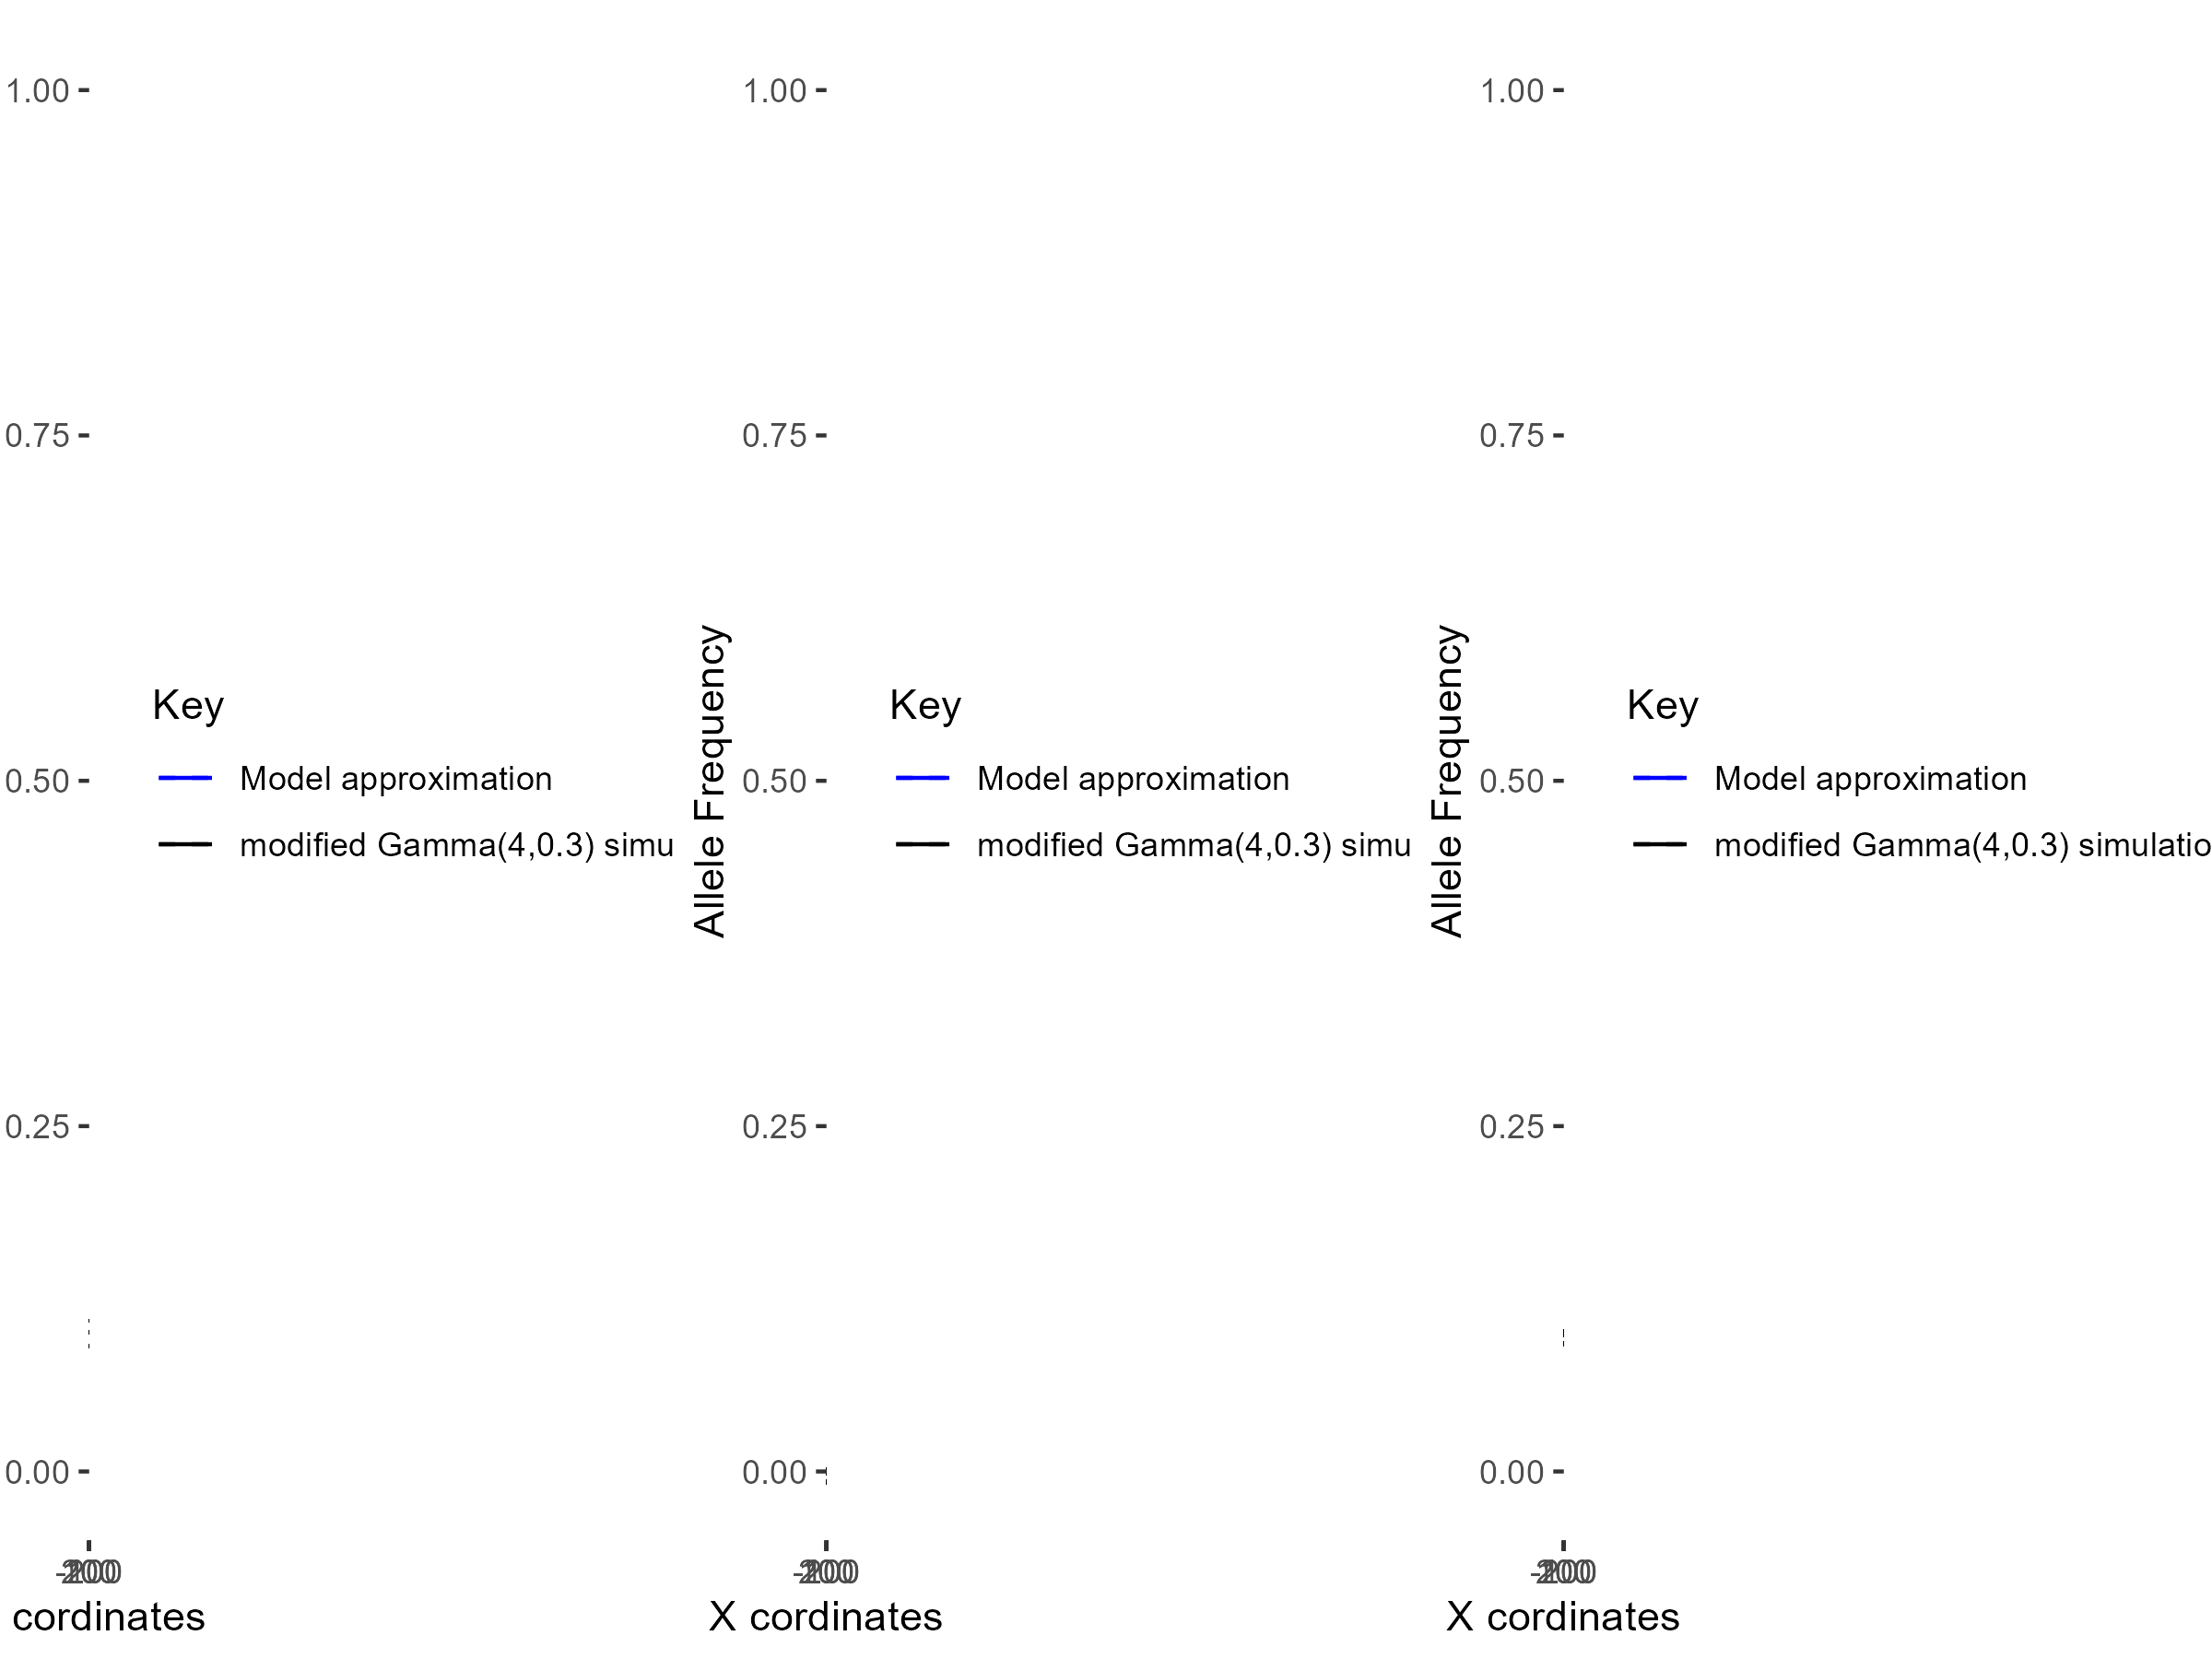 1.00
0.75
0.50
0.25
0.00
Key
Model approximation
modified Gamma(4,0.3) simu
cordinates
Allele Frequency
1.00
0.75
0.50
0.25
0.00
Key
Model approximation
modified Gamma(4,0.3) simu
X cordinates
Allele Frequency
1.00
0.75
0.50
0.25
0.00
Key
Model approximation
modified Gamma(4,0.3) simulatio
X cordinates